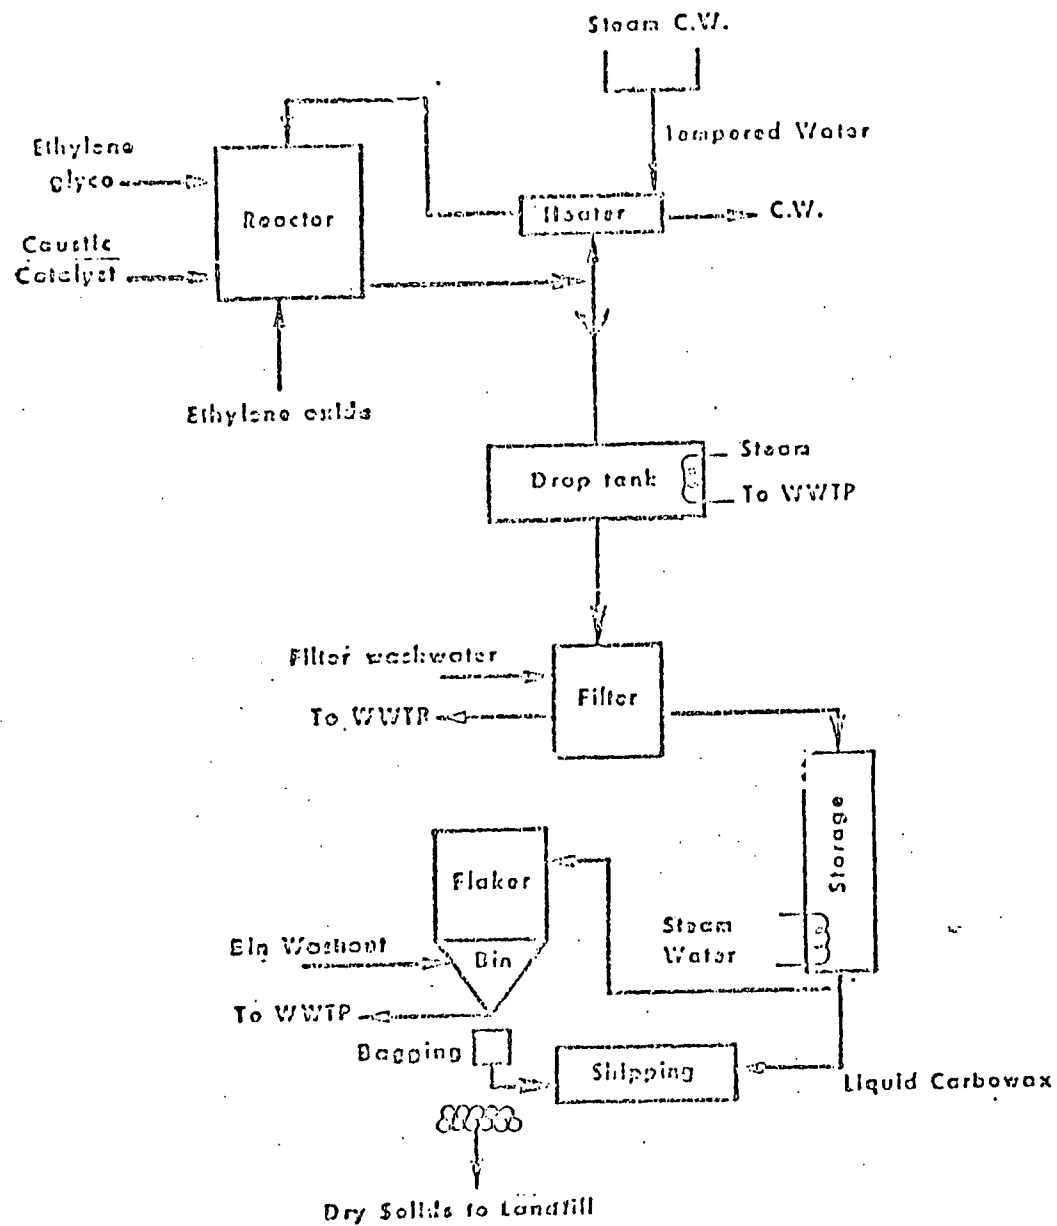 Steam C.W.
Tempered Water
Ethylene
glyco
Reactor
Heater
C.W.
Caustic
Catalyst
Ethylene oxide
Drop tank
Steam
To WWTP
Filter washwater
Filter
To WWTP
Storage
Flaker
Steam
Water
Bin Washout
Bin
To WWTP
Bagging
Shipping
Liquid Carbowax
Dry Solids to Landfill